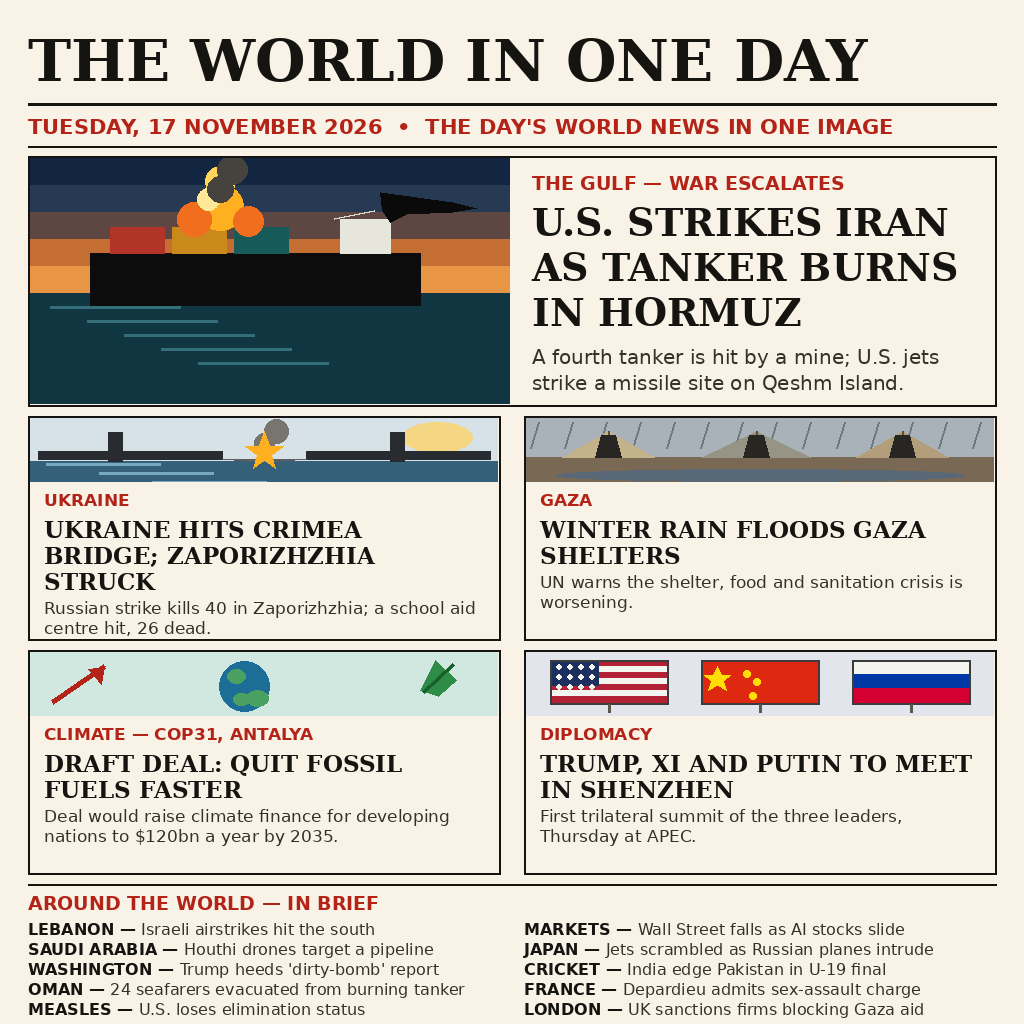 THE WORLD IN ONE DAY
TUESDAY, 17 NOVEMBER 2026 • THE DAY'S WORLD NEWS IN ONE IMAGE
THE GULF — WAR ESCALATES
U.S. STRIKES IRAN
AS TANKER BURNS
IN HORMUZ
A fourth tanker is hit by a mine; U.S. jets
strike a missile site on Qeshm Island.
UKRAINE
UKRAINE HITS CRIMEA
BRIDGE; ZAPORIZHZHIA
STRUCK
Russian strike kills 40 in Zaporizhzhia; a school aid
centre hit, 26 dead.
GAZA
WINTER RAIN FLOODS GAZA
SHELTERS
UN warns the shelter, food and sanitation crisis is
worsening.
CLIMATE — COP31, ANTALYA
DRAFT DEAL: QUIT FOSSIL
FUELS FASTER
Deal would raise climate finance for developing
nations to $120bn a year by 2035.
DIPLOMACY
TRUMP, XI AND PUTIN TO MEET
IN SHENZHEN
First trilateral summit of the three leaders,
Thursday at APEC.
AROUND THE WORLD — IN BRIEF
LEBANON — Israeli airstrikes hit the south
SAUDI ARABIA — Houthi drones target a pipeline
WASHINGTON — Trump heeds 'dirty-bomb' report
OMAN — 24 seafarers evacuated from burning tanker
MEASLES — U.S. loses elimination status
MARKETS — Wall Street falls as AI stocks slide
JAPAN — Jets scrambled as Russian planes intrude
CRICKET — India edge Pakistan in U-19 final
FRANCE — Depardieu admits sex-assault charge
LONDON — UK sanctions firms blocking Gaza aid